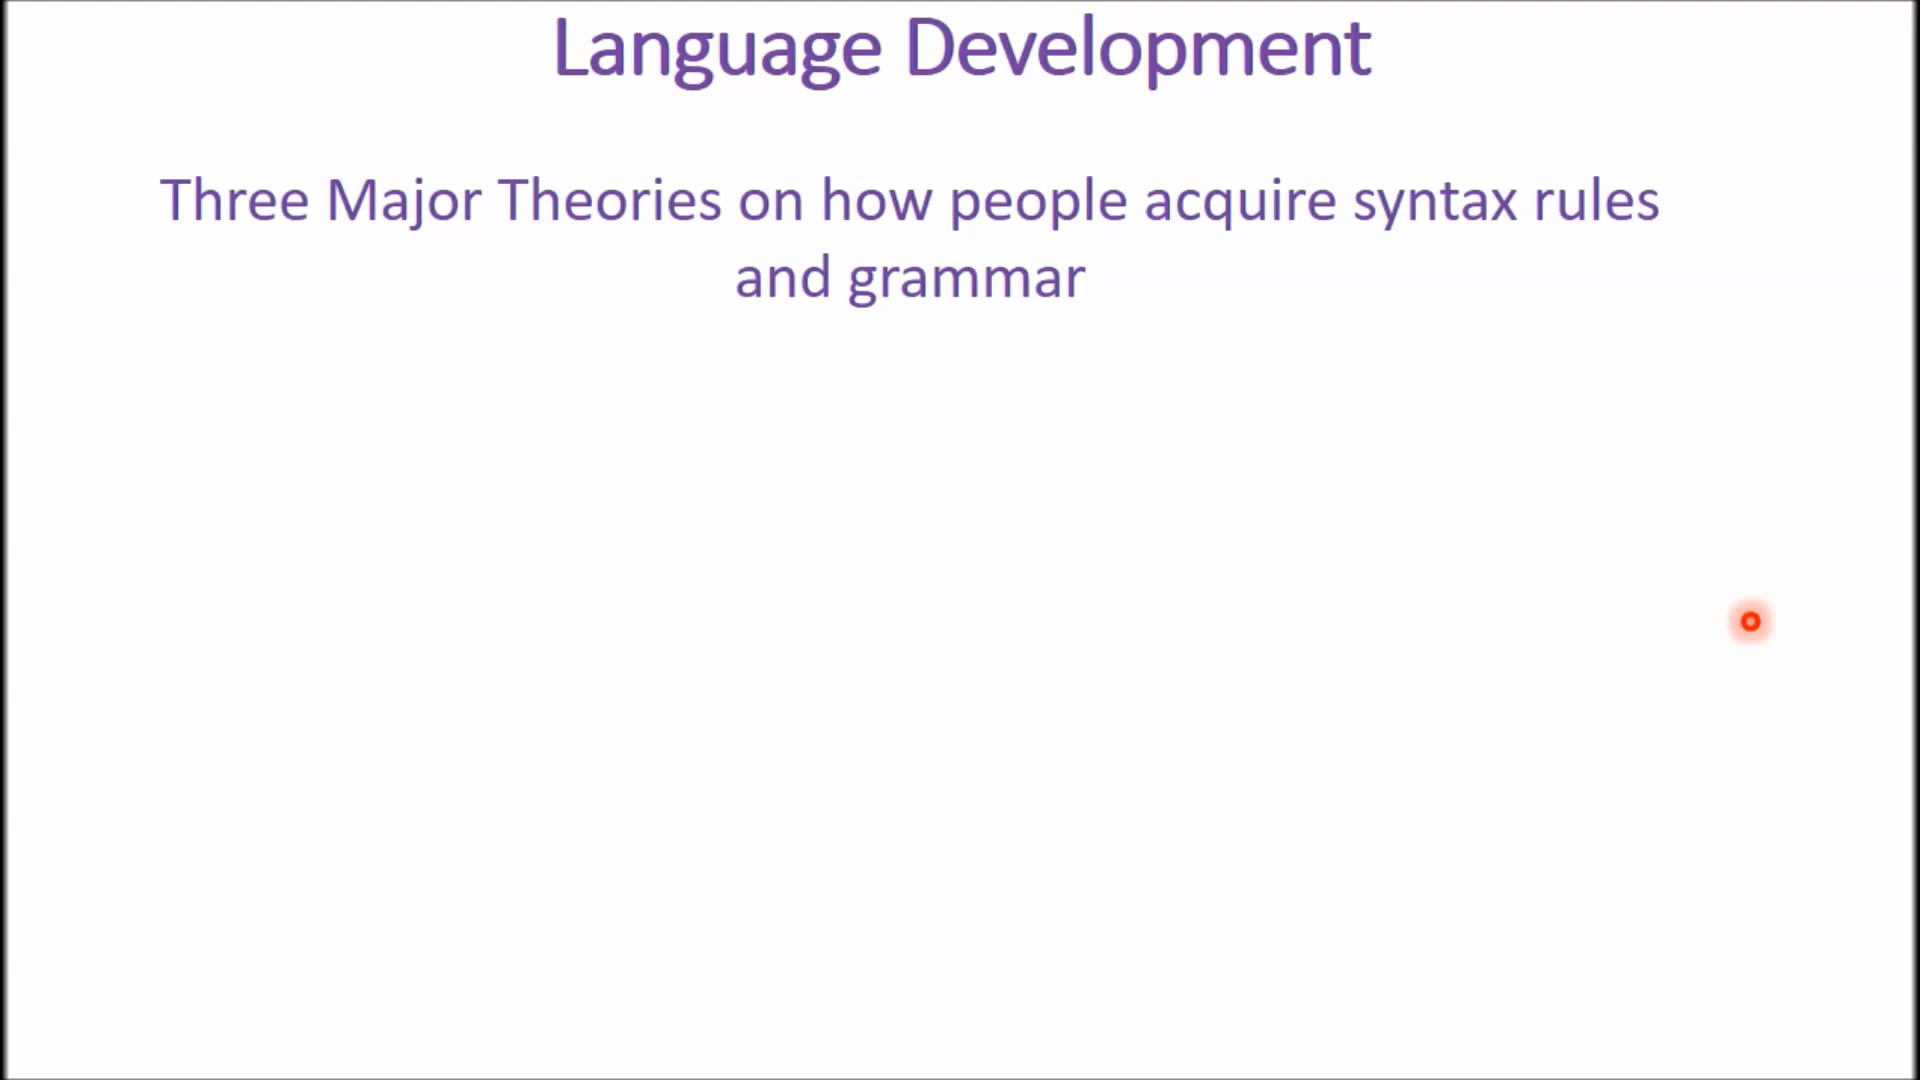 Language Development
Three Major Theories on how people acquire syntax rules
and grammar